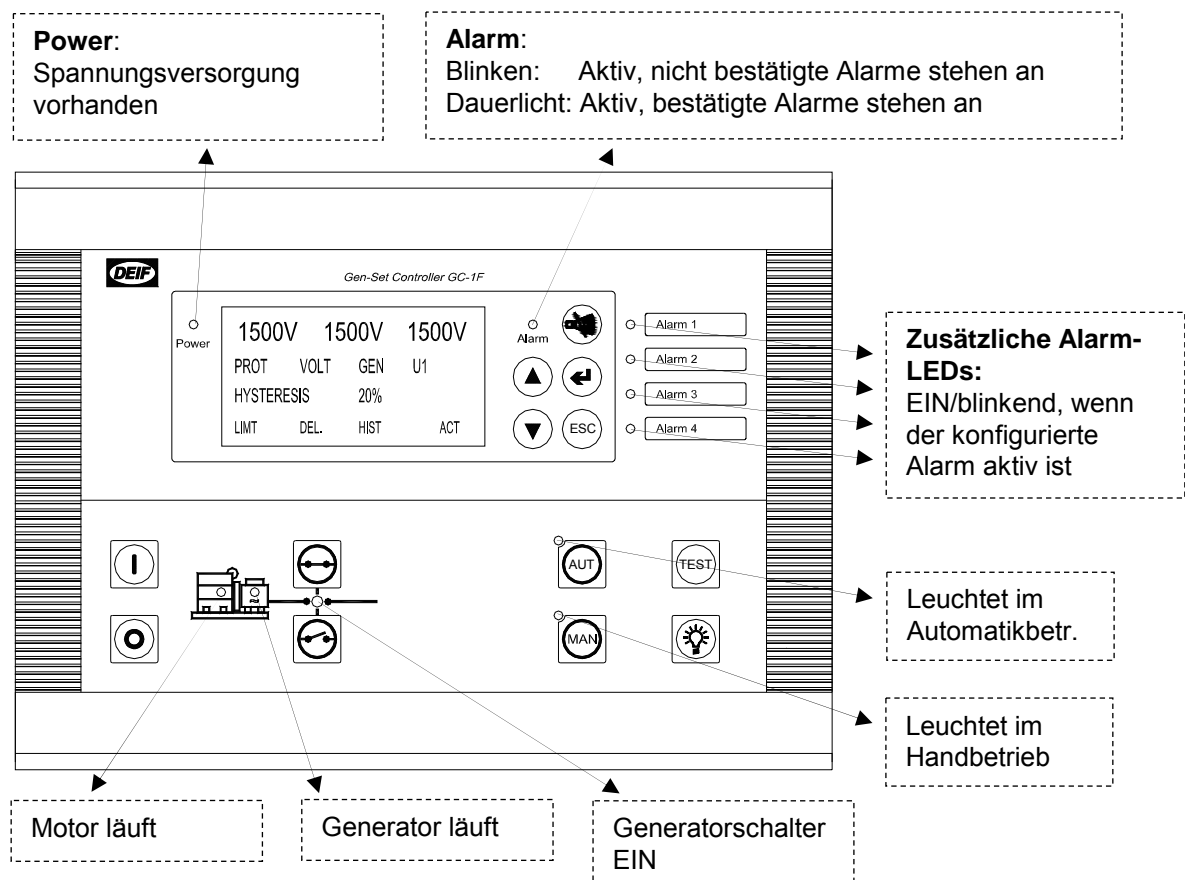 Power:
Spannungsversorgung
vorhanden
Alarm:
Blinken: Aktiv, nicht bestätigte Alarme stehen an
Dauerlicht: Aktiv, bestätigte Alarme stehen an
DEIF
Gen-Set Controller GC-1F
Power
1500V 1500V 1500V
PROT VOLT GEN U1
HYSTERESIS 20%
LIMT DEL. HIST ACT
Alarm
ESC
Alarm 1
Alarm 2
Alarm 3
Alarm 4
Zusätzliche Alarm-
LEDs:
EIN/blinkend, wenn
der konfigurierte
Alarm aktiv ist
AUT
TEST
MAN
Leuchtet im
Automatikbetr.
Leuchtet im
Handbetrieb
Motor läuft
Generator läuft
Generatorschalter
EIN